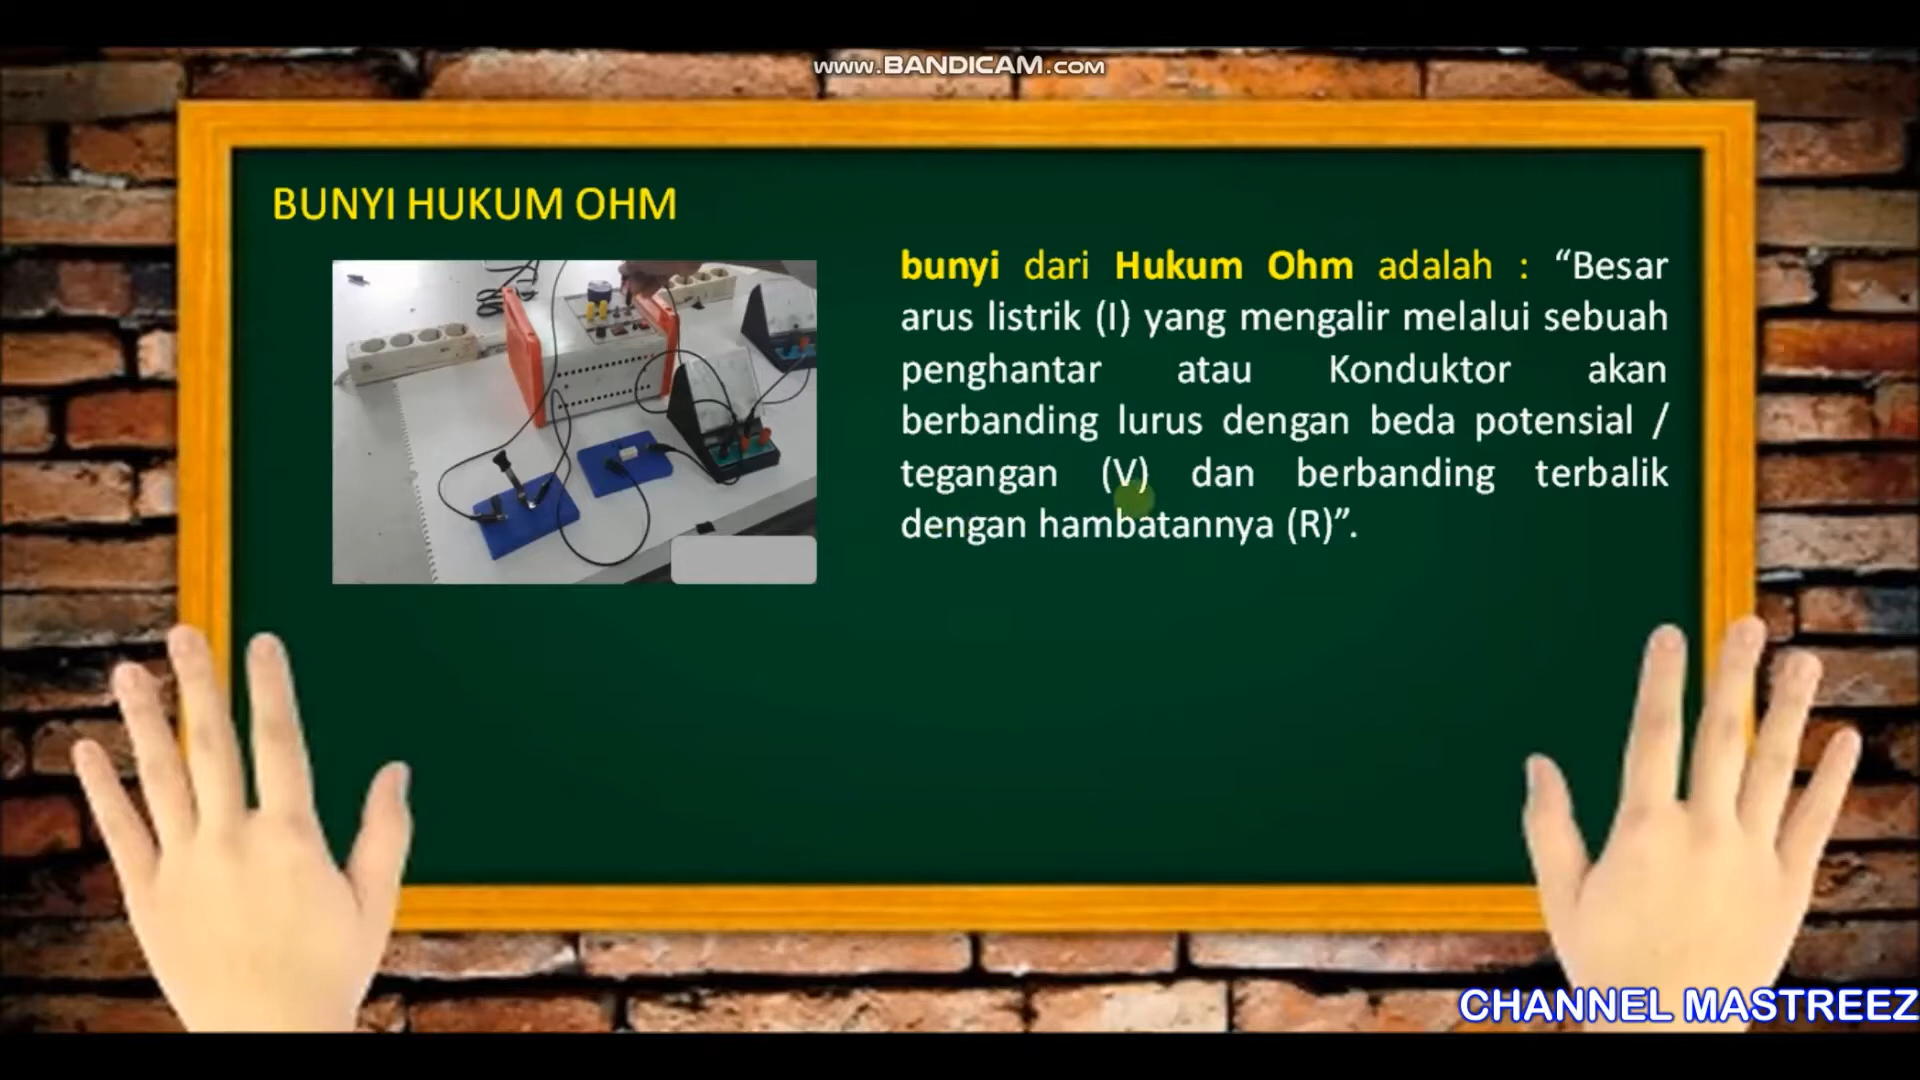 www.BANDICAM.com
BUNYI HUKUM OHM
bunyi dari Hukum Ohm adalah : “Besar
arus listrik (I) yang mengalir melalui sebuah
penghantar atau Konduktor akan
berbanding lurus dengan beda potensial /
tegangan (V) dan berbanding terbalik
dengan hambatannya (R)”.
CHANNEL MASTREEZ